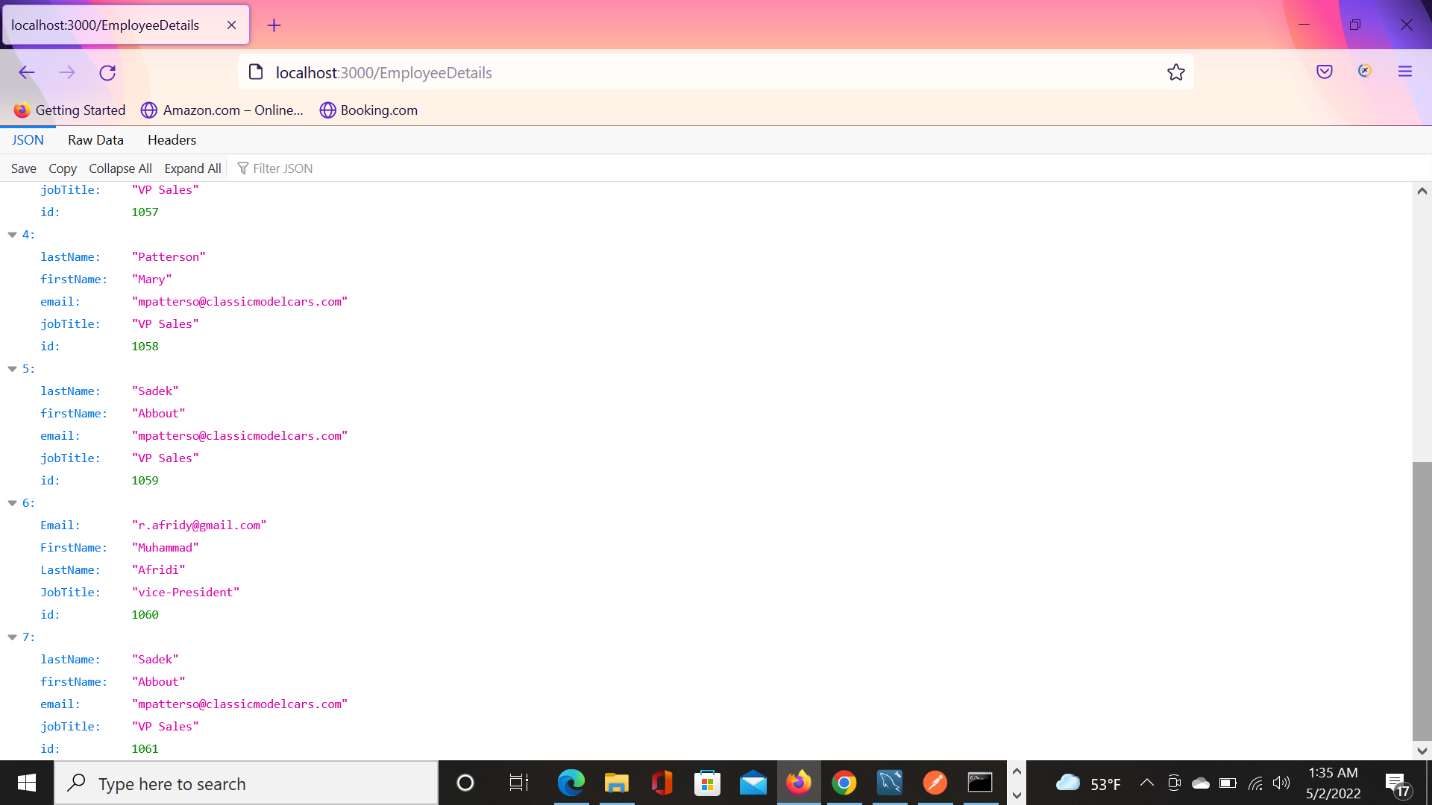 localhost:3000/EmployeeDetails
localhost:3000/EmployeeDetails
Getting Started Amazon.com – Online... Booking.com
JSON Raw Data Headers
Save Copy Collapse All Expand All Filter JSON
jobTitle: "VP Sales"
id: 1057
4:
lastName: "Patterson"
firstName: "Mary"
email: "mpatterso@classicmodelcars.com"
jobTitle: "VP Sales"
id: 1058
5:
lastName: "Sadek"
firstName: "Abbout"
email: "mpatterso@classicmodelcars.com"
jobTitle: "VP Sales"
id: 1059
6:
Email: "r.afridy@gmail.com"
FirstName: "Muhammad"
LastName: "Afridi"
JobTitle: "vice-President"
id: 1060
7:
lastName: "Sadek"
firstName: "Abbout"
email: "mpatterso@classicmodelcars.com"
jobTitle: "VP Sales"
id: 1061
Type here to search 53°F 1:35 AM
5/2/2022 17